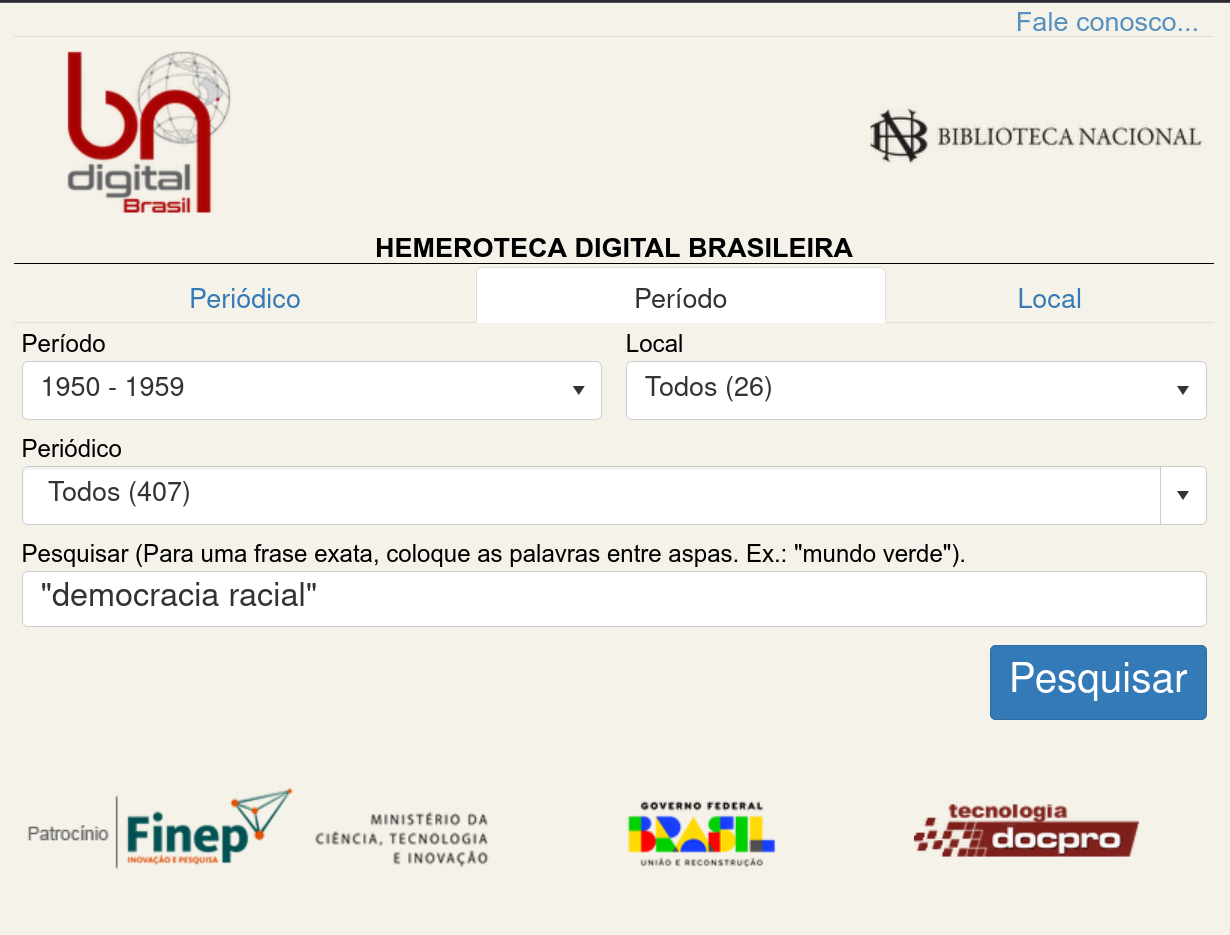 Fale conosco...
bn
digital
Brasil
BIBLIOTECA NACIONAL
HEMEROTECA DIGITAL BRASILEIRA
Periódico Período Local
Período Local
1950 - 1959 Todos (26)
Periódico
Todos (407)
Pesquisar (Para uma frase exata, coloque as palavras entre aspas. Ex.: "mundo verde").
"democracia racial"
Pesquisar
Patrocínio
Finep
INOVAÇÃO E PESQUISA
MINISTÉRIO DA
CIÊNCIA, TECNOLOGIA
E INOVAÇÃO
GOVERNO FEDERAL
BRASIL
UNIÃO E RECONSTRUÇÃO
tecnologia
docpro